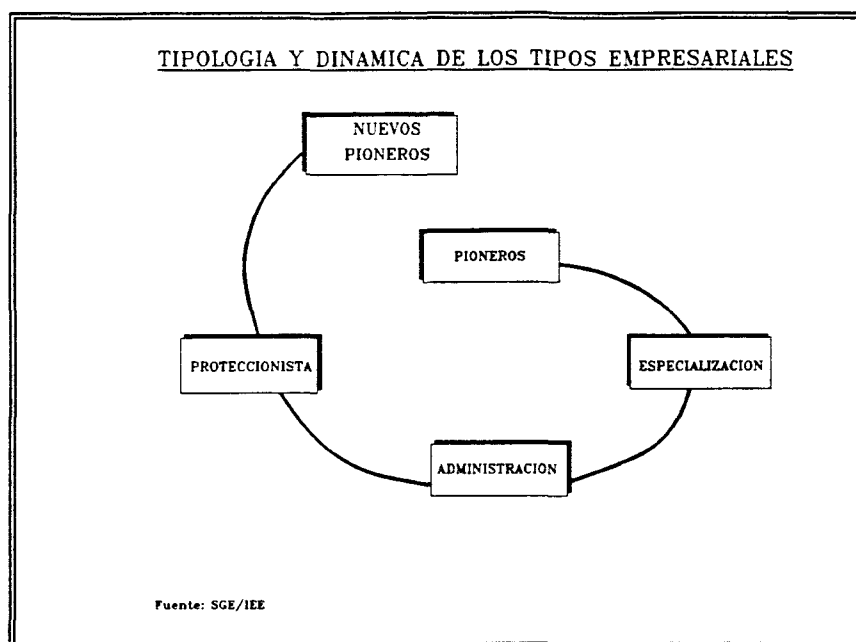 TIPOLOGIA Y DINAMICA DE LOS TIPOS EMPRESARIALES
NUEVOS
PIONEROS
PIONEROS
PROTECCIONISTA
ESPECIALIZACION
ADMINISTRACION
Fuente: SGE/IEE